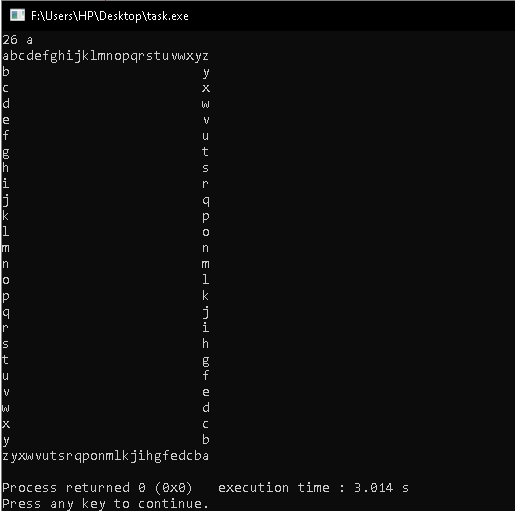 F:\Users\HP\Desktop\task.exe
26 a
abcdefghijklmnopqrstuvwxyz
b                        y
c                        x
d                        w
e                        v
f                        u
g                        t
h                        s
i                        r
j                        q
k                        p
l                        o
m                        n
n                        m
o                        l
p                        k
q                        j
r                        i
s                        h
t                        g
u                        f
v                        e
w                        d
x                        c
y                        b
zyxwvutsrqponmlkjihgfedcba
Process returned 0 (0x0)   execution time : 3.014 s
Press any key to continue.